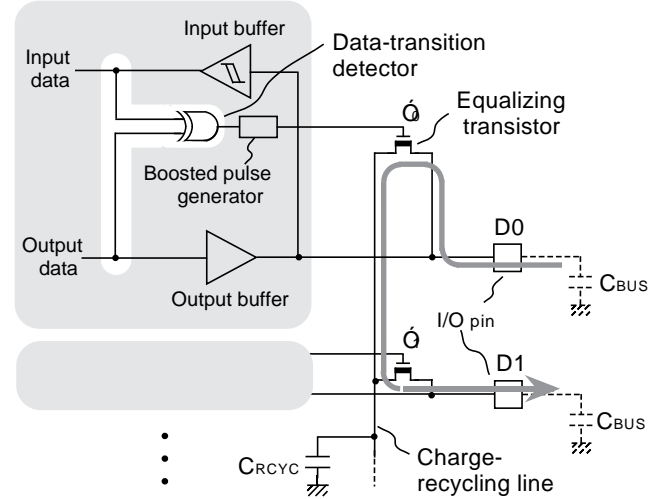 Input buffer
Input
data
Data-transition
detector
Equalizing
transistor
Boosted pulse
generator
D0
Output
data
Output buffer
CBUS
I/O pin
D1
CBUS
CRCYC
Charge-
recycling line